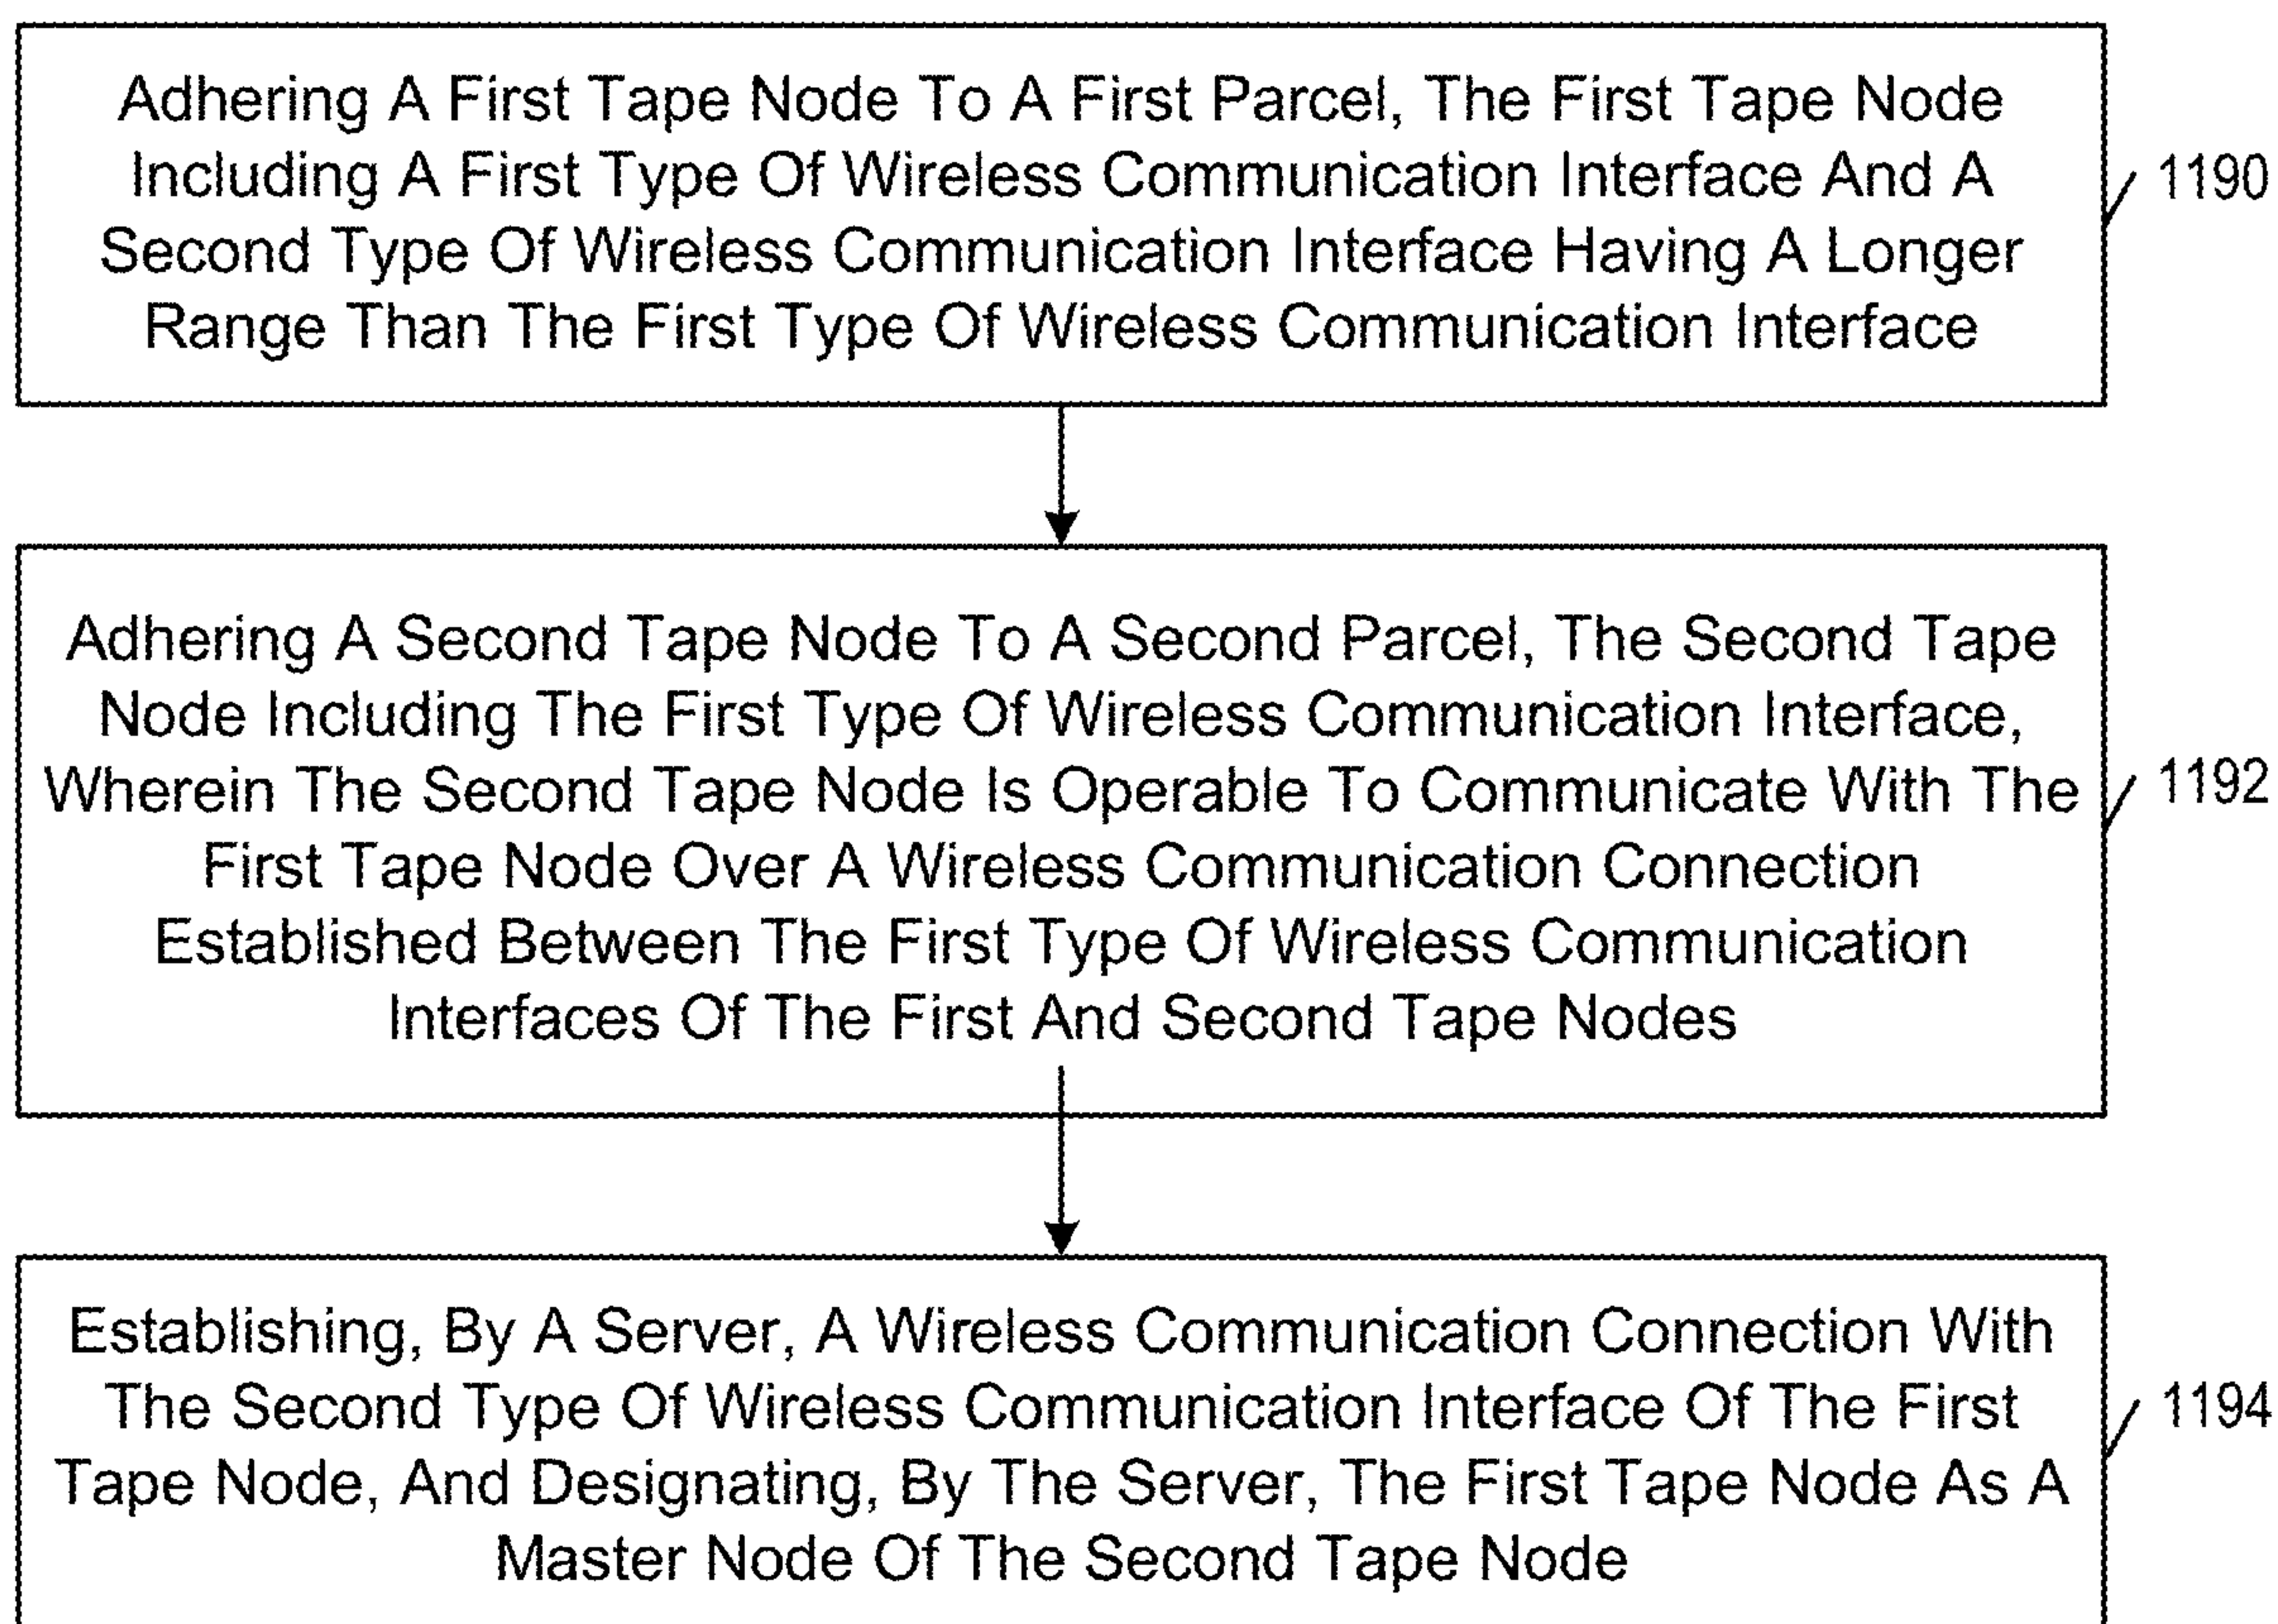 Adhering A First Tape Node To A First Parcel, The First Tape Node
Including A First Type Of Wireless Communication Interface And A
Second Type Of Wireless Communication Interface Having A Longer
Range Than The First Type Of Wireless Communication Interface
1190
Adhering A Second Tape Node To A Second Parcel, The Second Tape
Node Including The First Type Of Wireless Communication Interface,
Wherein The Second Tape Node Is Operable To Communicate With The
First Tape Node Over A Wireless Communication Connection
Established Between The First Type Of Wireless Communication
Interfaces Of The First And Second Tape Nodes
1192
Establishing, By A Server, A Wireless Communication Connection With
The Second Type Of Wireless Communication Interface Of The First
Tape Node, And Designating, By The Server, The First Tape Node As A
Master Node Of The Second Tape Node
1194